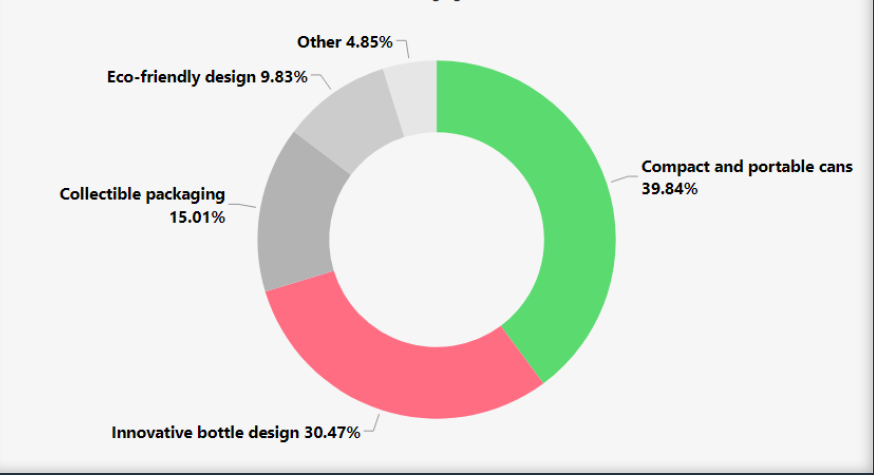 Other 4.85%
Eco-friendly design 9.83%
Compact and portable cans
39.84%
Collectible packaging
15.01%
Innovative bottle design 30.47%